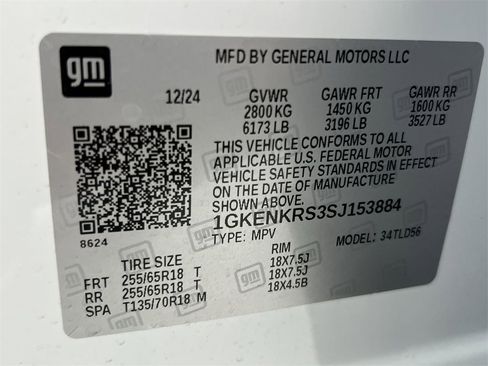 gm
MFD BY GENERAL MOTORS LLC
12/24 GVWR GAWR FRT GAWR RR
2800 KG 1450 KG 1600 KG
6173 LB 3196 LB 3527 LB
THIS VEHICLE CONFORMS TO ALL
APPLICABLE U.S. FEDERAL MOTOR
VEHICLE SAFETY STANDARDS IN EFFECT
ON THE DATE OF MANUFACTURE
SHOWN ABOVE.
1GKENKRS3SJ153884
8624
TYPE: MPV MODEL: 34TLD56
TIRE SIZE RIM
FRT 255/65R18 T 18X7.5J
RR 255/65R18 T 18X7.5J
SPA T135/70R18 M 18X4.5B